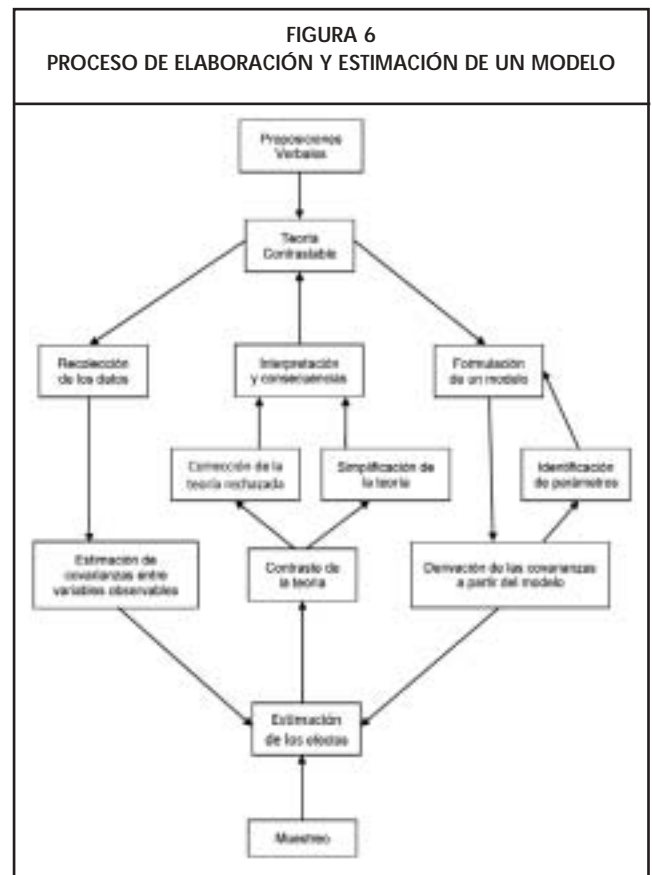 FIGURA 6
PROCESO DE ELABORACIÓN Y ESTIMACIÓN DE UN MODELO
Proposiciones
Verbales
Teoría
Contrastable
Recolección
de los datos
Interpretación
y consecuencias
Formulación
de un modelo
Corrección de la
teoría rechazada
Simplificación de
la teoría
Identificación
de parámetros
Estimación de
covarianzas entre
variables observables
Contraste de
la teoría
Derivación de las covarianzas
a partir del modelo
Estimación
de los efectos
Muestreo